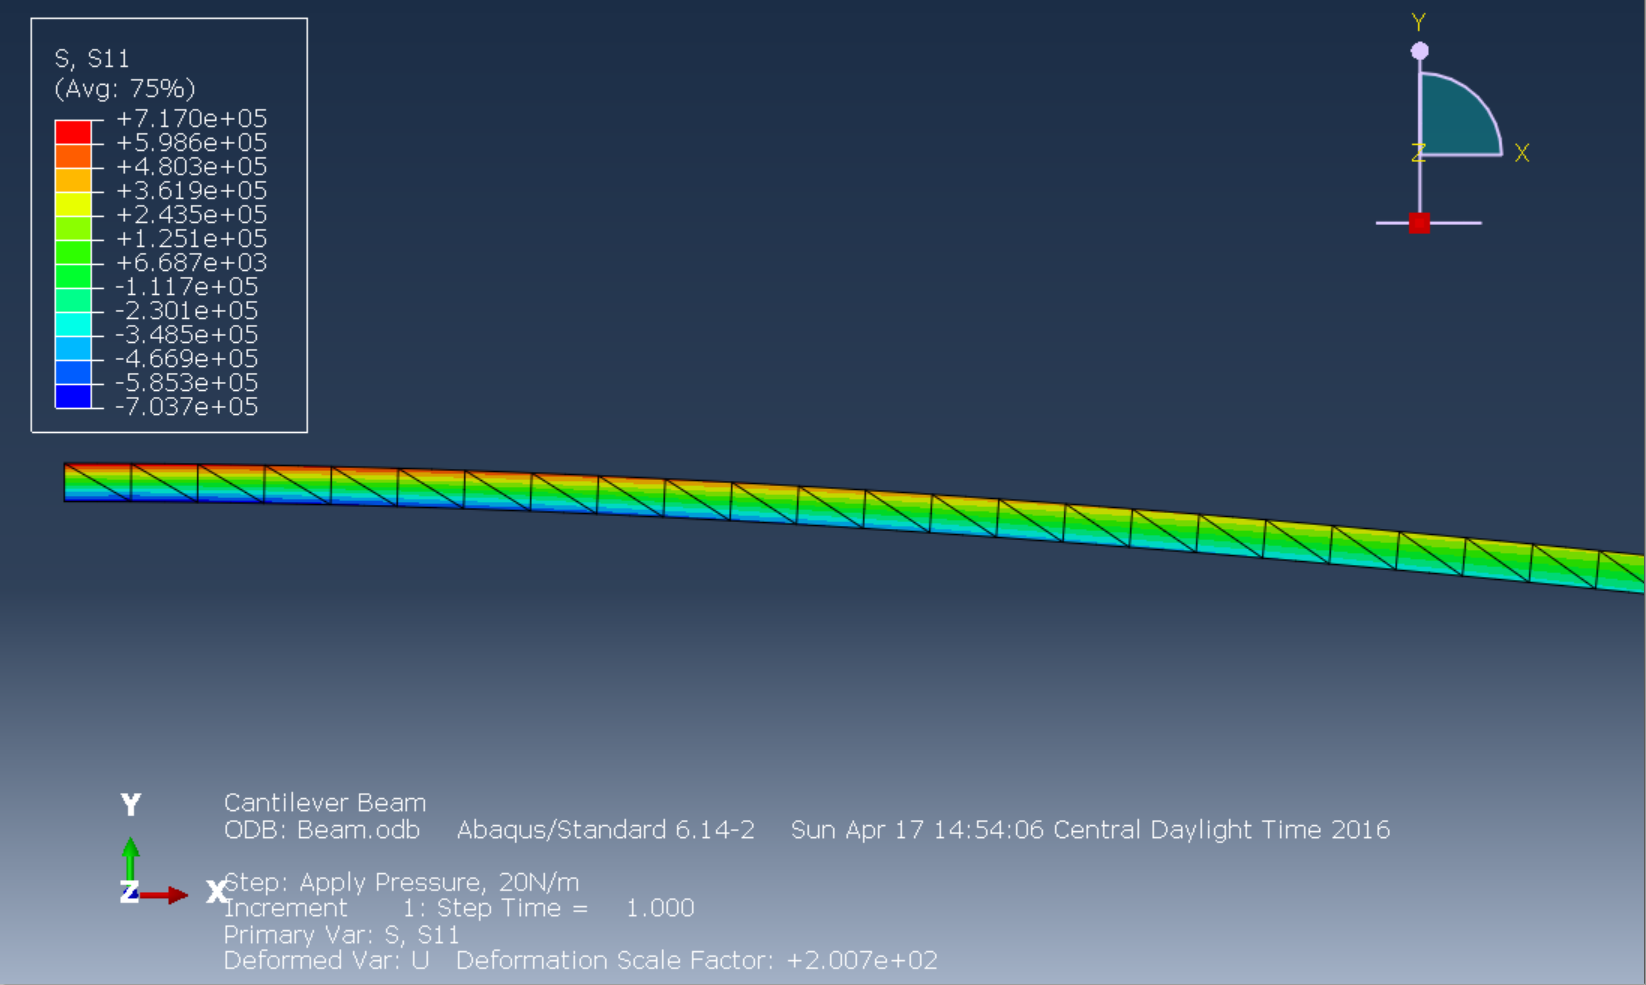 S, S11
(Avg: 75%)
+7.170e+05
+5.986e+05
+4.803e+05
+3.619e+05
+2.435e+05
+1.251e+05
+6.687e+03
-1.117e+05
-2.301e+05
-3.485e+05
-4.669e+05
-5.853e+05
-7.037e+05
Y
Z X
Y
Z X
Cantilever Beam
ODB: Beam.odb Abaqus/Standard 6.14-2 Sun Apr 17 14:54:06 Central Daylight Time 2016
Step: Apply Pressure, 20N/m
Increment 1: Step Time = 1.000
Primary Var: S, S11
Deformed Var: U Deformation Scale Factor: +2.007e+02